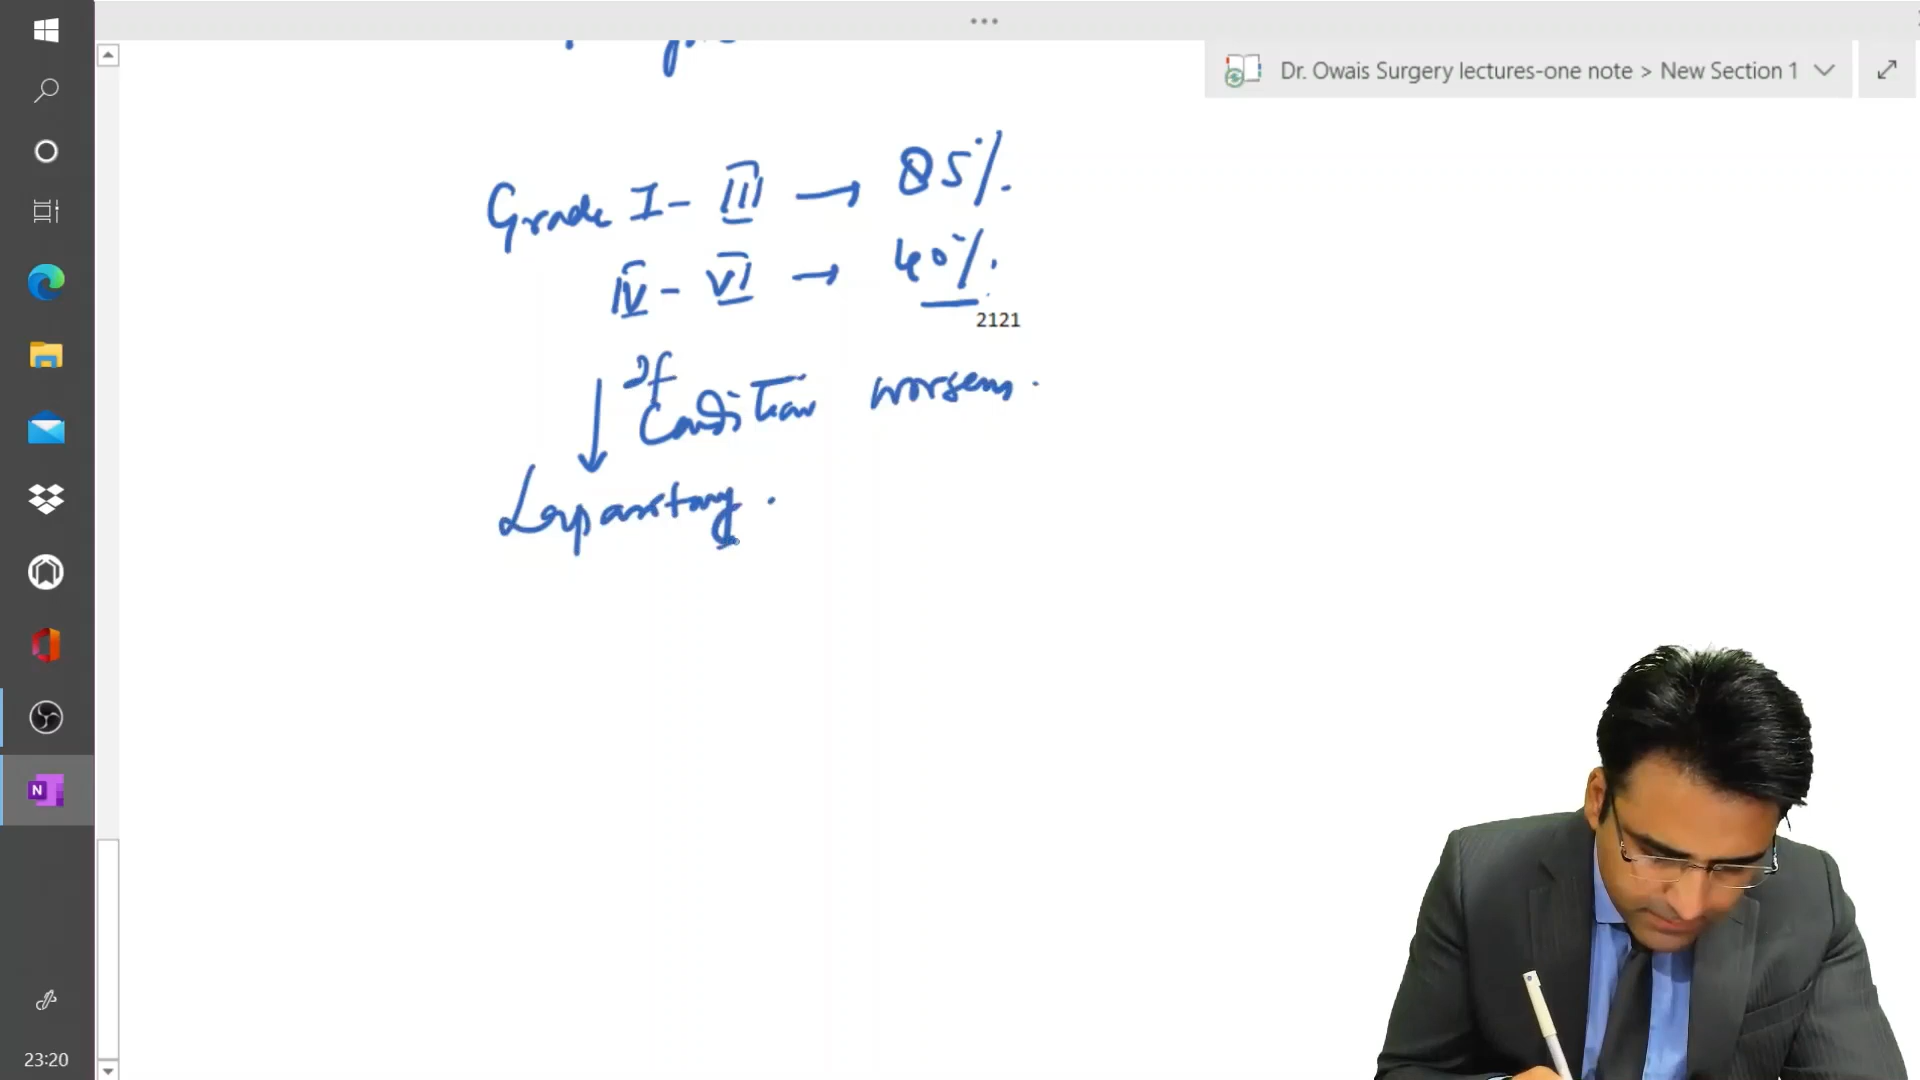 Dr. Owais Surgery lectures-one note > New Section 1
Grade I - III → 85%.
IV - VI → 40%.
2121
If
Condition worsens.
↓
Laparotomy.
N
23:20